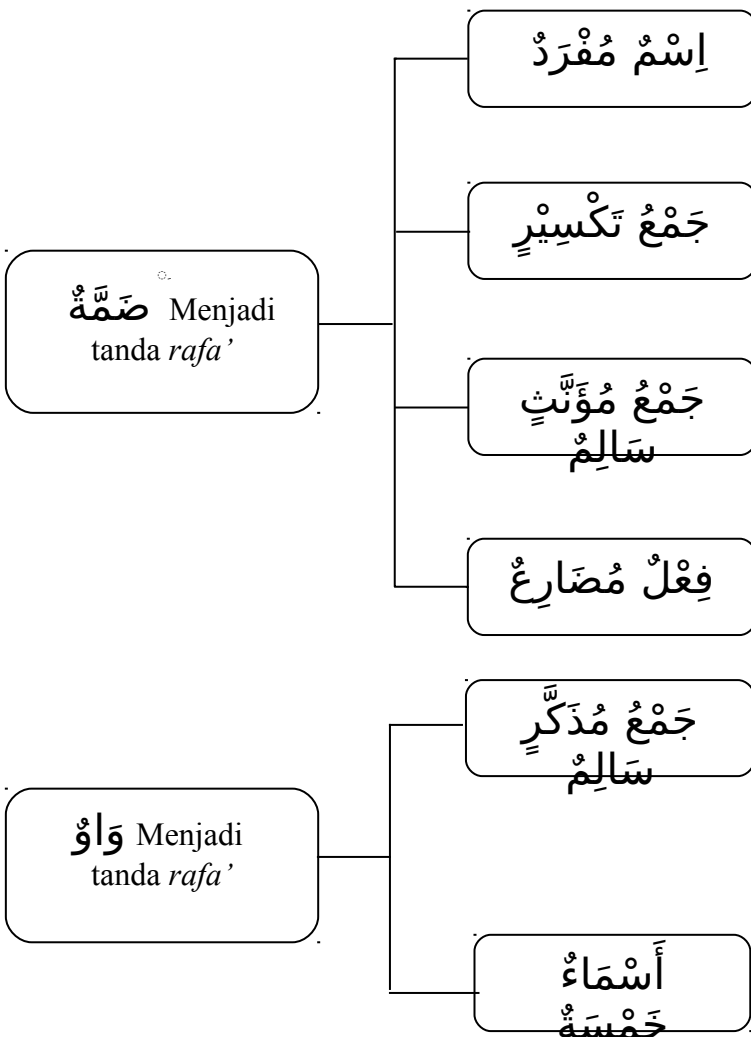 اِسْمٌ مُفْرَدٌ
جَمْعُ تَكْسِيْرٍ
ضَمَّةٌ Menjadi
tanda rafa’
جَمْعُ مُؤَنَّثٍ
سَالِمٌ
فِعْلٌ مُضَارِعٌ
جَمْعُ مُذَكَّرٍ
سَالِمٌ
وَاوٌ Menjadi
tanda rafa’
أَسْمَاءٌ
خَمْسَةٌ